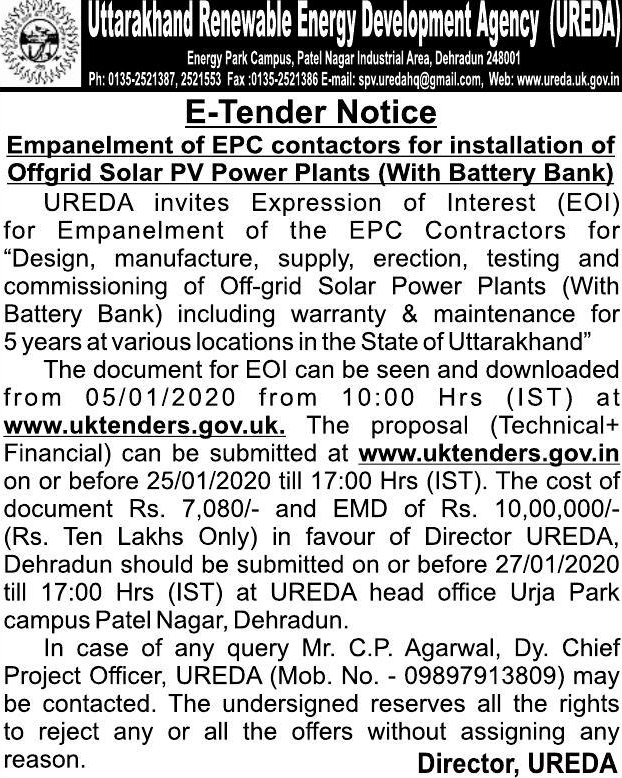 Uttarakhand Renewable Energy Development Agency (UREDA)
Energy Park Campus, Patel Nagar Industrial Area, Dehradun 248001
Ph: 0135-2521387, 2521553 Fax :0135-2521386 E-mail: spv.uredahq@gmail.com, Web: www.ureda.uk.gov.in
E-Tender Notice
Empanelment of EPC contactors for installation of
Offgrid Solar PV Power Plants (With Battery Bank)
UREDA invites Expression of Interest (EOI)
for Empanelment of the EPC Contractors for
“Design, manufacture, supply, erection, testing and
commissioning of Off-grid Solar Power Plants (With
Battery Bank) including warranty & maintenance for
5 years at various locations in the State of Uttarakhand”
The document for EOI can be seen and downloaded
from 05/01/2020 from 10:00 Hrs (IST) at
www.uktenders.gov.uk. The proposal (Technical+
Financial) can be submitted at www.uktenders.gov.in
on or before 25/01/2020 till 17:00 Hrs (IST). The cost of
document Rs. 7,080/- and EMD of Rs. 10,00,000/-
(Rs. Ten Lakhs Only) in favour of Director UREDA,
Dehradun should be submitted on or before 27/01/2020
till 17:00 Hrs (IST) at UREDA head office Urja Park
campus Patel Nagar, Dehradun.
In case of any query Mr. C.P. Agarwal, Dy. Chief
Project Officer, UREDA (Mob. No. - 09897913809) may
be contacted. The undersigned reserves all the rights
to reject any or all the offers without assigning any
reason.
Director, UREDA